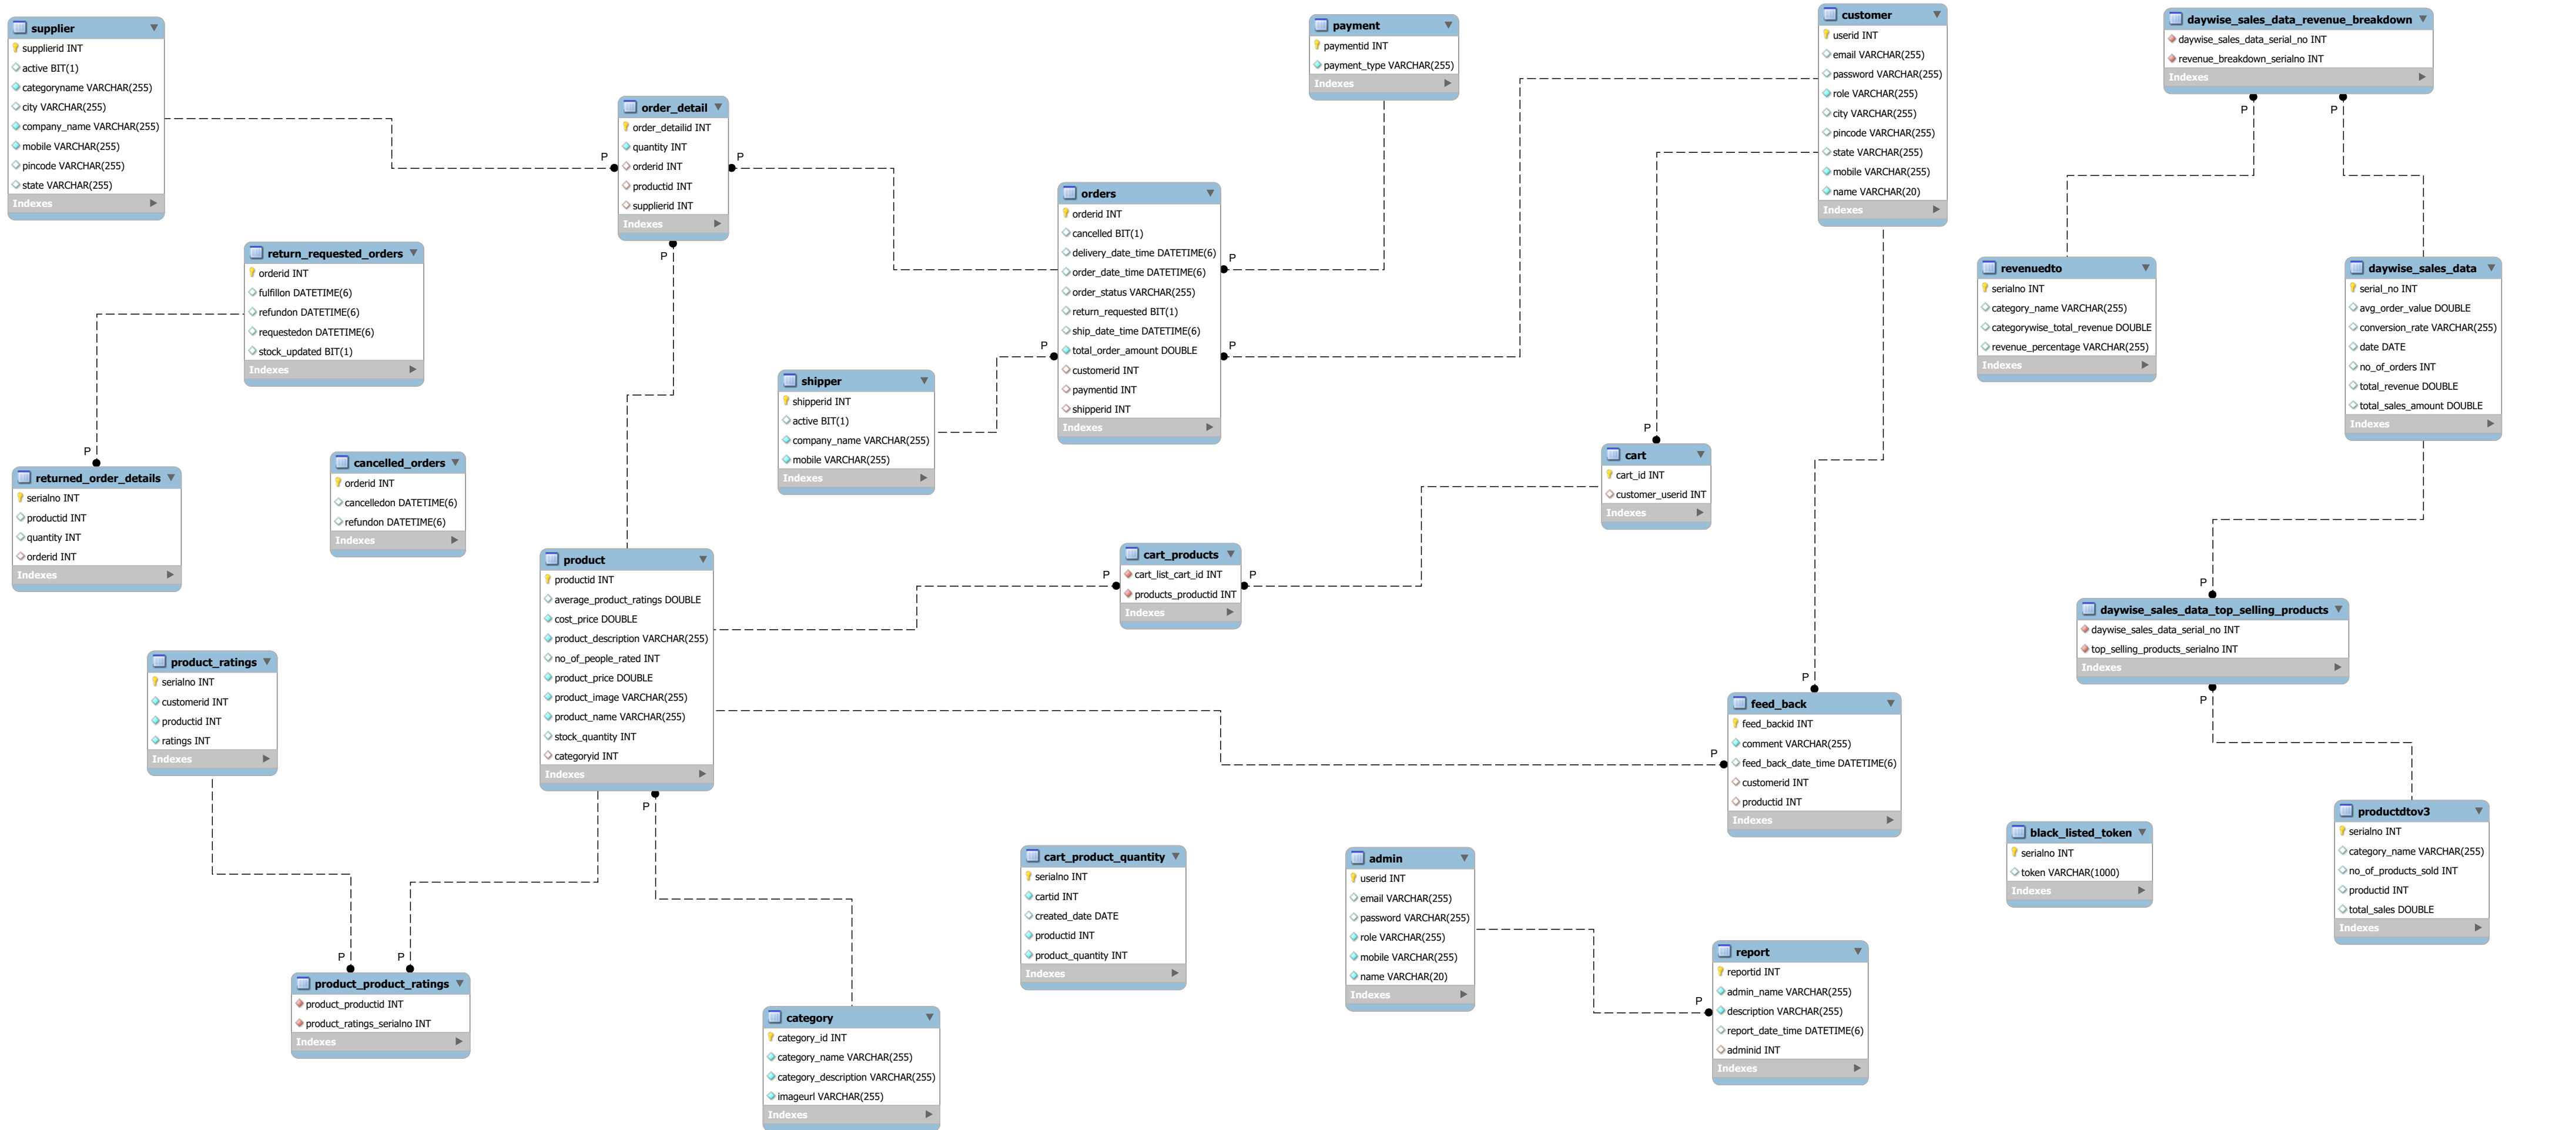 supplier
supplierid INT
active BIT(1)
categoryname VARCHAR(255)
city VARCHAR(255)
company_name VARCHAR(255)
mobile VARCHAR(255)
pincode VARCHAR(255)
state VARCHAR(255)
Indexes
order_detail
order_detailid INT
quantity INT
orderid INT
productid INT
supplierid INT
Indexes
P
P
P
payment
paymentid INT
payment_type VARCHAR(255)
Indexes
customer
userid INT
email VARCHAR(255)
password VARCHAR(255)
role VARCHAR(255)
city VARCHAR(255)
pincode VARCHAR(255)
state VARCHAR(255)
mobile VARCHAR(255)
name VARCHAR(20)
Indexes
daywise_sales_data_revenue_breakdown
daywise_sales_data_serial_no INT
revenue_breakdown_serialno INT
Indexes
P
P
return_requested_orders
orderid INT
fulfillon DATETIME(6)
refundon DATETIME(6)
requestedon DATETIME(6)
stock_updated BIT(1)
Indexes
orders
orderid INT
cancelled BIT(1)
delivery_date_time DATETIME(6)
order_date_time DATETIME(6)
order_status VARCHAR(255)
return_requested BIT(1)
ship_date_time DATETIME(6)
total_order_amount DOUBLE
customerid INT
paymentid INT
shipperid INT
Indexes
P
P
P
revenuedto
serialno INT
category_name VARCHAR(255)
categorywise_total_revenue DOUBLE
revenue_percentage VARCHAR(255)
Indexes
daywise_sales_data
serial_no INT
avg_order_value DOUBLE
conversion_rate VARCHAR(255)
date DATE
no_of_orders INT
total_revenue DOUBLE
total_sales_amount DOUBLE
Indexes
shipper
shipperid INT
active BIT(1)
company_name VARCHAR(255)
mobile VARCHAR(255)
Indexes
P
returned_order_details
serialno INT
productid INT
quantity INT
orderid INT
Indexes
cancelled_orders
orderid INT
cancelledon DATETIME(6)
refundon DATETIME(6)
Indexes
P
cart
cart_id INT
customer_userid INT
Indexes
product
productid INT
average_product_ratings DOUBLE
cost_price DOUBLE
product_description VARCHAR(255)
no_of_people_rated INT
product_price DOUBLE
product_image VARCHAR(255)
product_name VARCHAR(255)
stock_quantity INT
categoryid INT
Indexes
P
P
P
cart_products
cart_list_cart_id INT
products_productid INT
Indexes
P
daywise_sales_data_top_selling_products
daywise_sales_data_serial_no INT
top_selling_products_serialno INT
Indexes
P
product_ratings
serialno INT
customerid INT
productid INT
ratings INT
Indexes
P
P
feed_back
feed_backid INT
comment VARCHAR(255)
feed_back_date_time DATETIME(6)
customerid INT
productid INT
Indexes
productdtov3
serialno INT
category_name VARCHAR(255)
no_of_products_sold INT
productid INT
total_sales DOUBLE
Indexes
black_listed_token
serialno INT
token VARCHAR(1000)
Indexes
cart_product_quantity
serialno INT
cartid INT
created_date DATE
productid INT
product_quantity INT
Indexes
admin
userid INT
email VARCHAR(255)
password VARCHAR(255)
role VARCHAR(255)
mobile VARCHAR(255)
name VARCHAR(20)
Indexes
P
report
reportid INT
admin_name VARCHAR(255)
description VARCHAR(255)
report_date_time DATETIME(6)
adminid INT
Indexes
P
P
product_product_ratings
product_productid INT
product_ratings_serialno INT
Indexes
category
category_id INT
category_name VARCHAR(255)
category_description VARCHAR(255)
imageurl VARCHAR(255)
Indexes